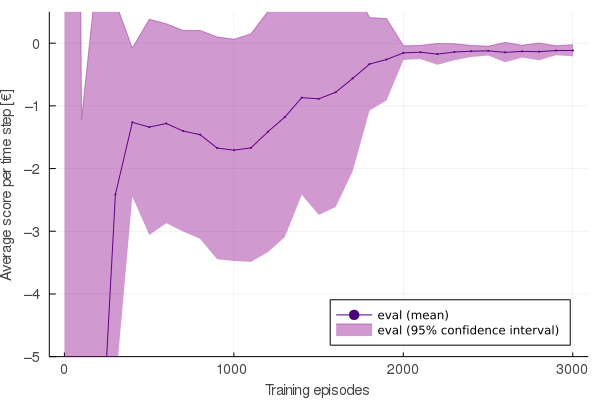 Average score per time step [€]
0
−1
−2
−3
−4
−5
eval (mean)
eval (95% confidence interval)
0
1000
2000
3000
Training episodes